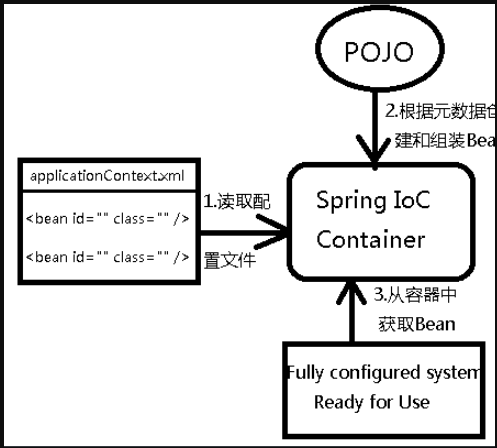 POJO
2.根据元数据创
建和组装Bea
applicationContext.xml
<bean id="" class="" />
<bean id="" class="" />
1.读取配
置文件
Spring IoC
Container
3.从容器中
获取Bean
Fully configured system
Ready for Use